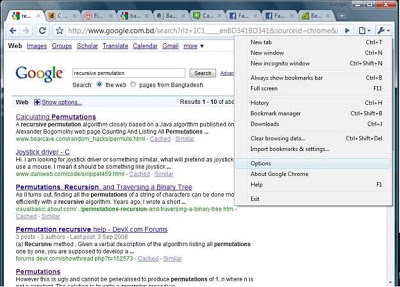 www.google.com.bd/search?rlz=1C1____enBD341BD341&sourceid=chrome&i
Web Images Groups Translate Calendar Gmail more
Google
recursive permutation
Search
Search: the web pages from Bangladesh
Web Show options... Results 1 - 10 of
Calculating Permutations
A recursive permutation algorithm closely based on a Java algorithm published on
Alexander Bogomolny web page Counting And Listing All Permutations ...
www.bearcave.com/random_hacks/permute.html - Cached - Similar
Joystick driver - C
Hi. I am looking for joystick driver or something similar, what will pretend as joystick
use a mouse. I mean it should be something like joystick ...
www.daniweb.com/code/snippet459.html - Cached - Similar
Permutations, Recursion, and Traversing a Binary Tree
As it turns out, finding all the permutations of a string of characters can be done mo
efficiently with a recursive algorithm. Years ago, I wrote a short ...
visualbasic.about.com/.../permutations-recursion-and-traversing-a-binary-tree.htm
Cached - Similar
Permutation recursive help - DevX.com Forums
3 posts - 3 authors - Last post: 3 Sep 2008
(a) Recursive method . Given a verbal description of the algorithm listing all permutations
one by one, you are supposed to develop a ...
forums.devx.com/showthread.php?t=152573 - Cached - Similar
Permutations
However this is ugly and cannot be generalised to produce permutations of 1..n where n is
New tab Ctrl+T
New window Ctrl+N
New incognito window Ctrl+Shift+N
Always show bookmarks bar Ctrl+B
Full screen F11
History Ctrl+H
Bookmark manager Ctrl+Shift+B
Downloads Ctrl+J
Clear browsing data... Ctrl+Shift+Del
Import bookmarks & settings...
Options
About Google Chrome
Help F1
Exit